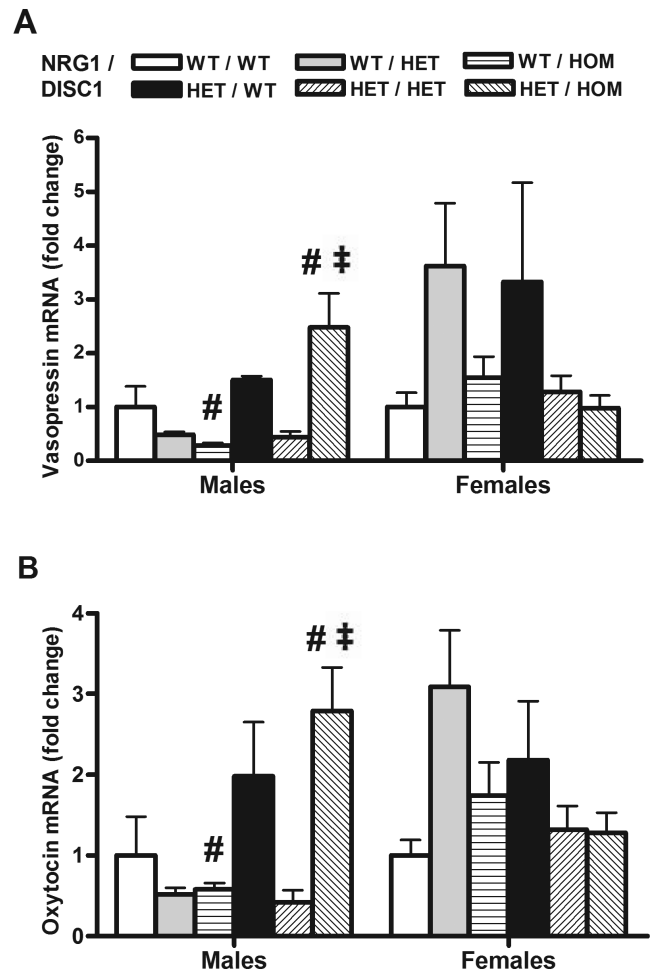 A
NRG1 / WT / WT WT / HET WT / HOM
DISC1 HET / WT HET / HET HET / HOM
Vasopressin mRNA (fold change)
6
5
4
3
2
1
0
# ‡
#
Males Females
B
Oxytocin mRNA (fold change)
4
3
2
1
0
# ‡
#
Males Females